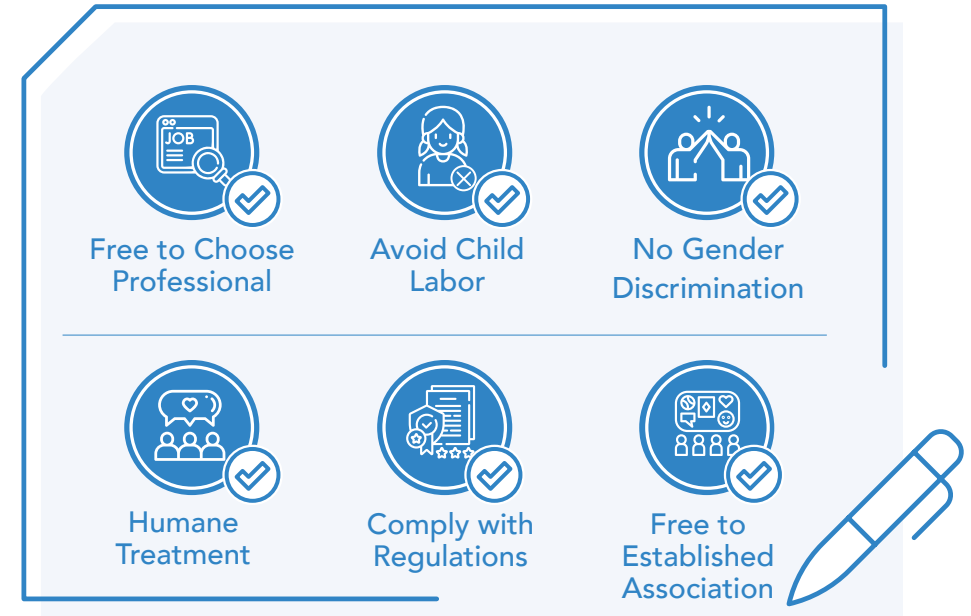 JOB
Free to Choose
Professional
Avoid Child
Labor
No Gender
Discrimination
Humane
Treatment
Comply with
Regulations
Free to
Established
Association